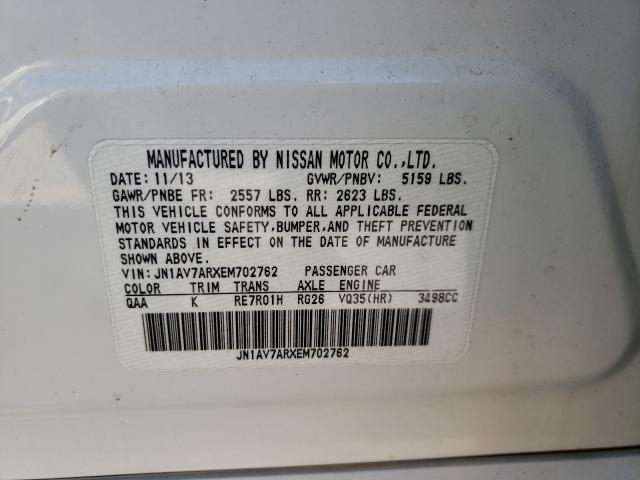 MANUFACTURED BY NISSAN MOTOR CO.,LTD.
DATE: 11/13 GVWR/PNBV: 5159 LBS.
GAWR/PNBE FR: 2557 LBS. RR: 2623 LBS.
THIS VEHICLE CONFORMS TO ALL APPLICABLE FEDERAL
MOTOR VEHICLE SAFETY,BUMPER,AND THEFT PREVENTION
STANDARDS IN EFFECT ON THE DATE OF MANUFACTURE
SHOWN ABOVE.
VIN: JN1AV7ARXEM702762 PASSENGER CAR
COLOR TRIM TRANS AXLE ENGINE
QAA K RE7R01H RG26 VQ35(HR) 3498CC
JN1AV7ARXEM702762